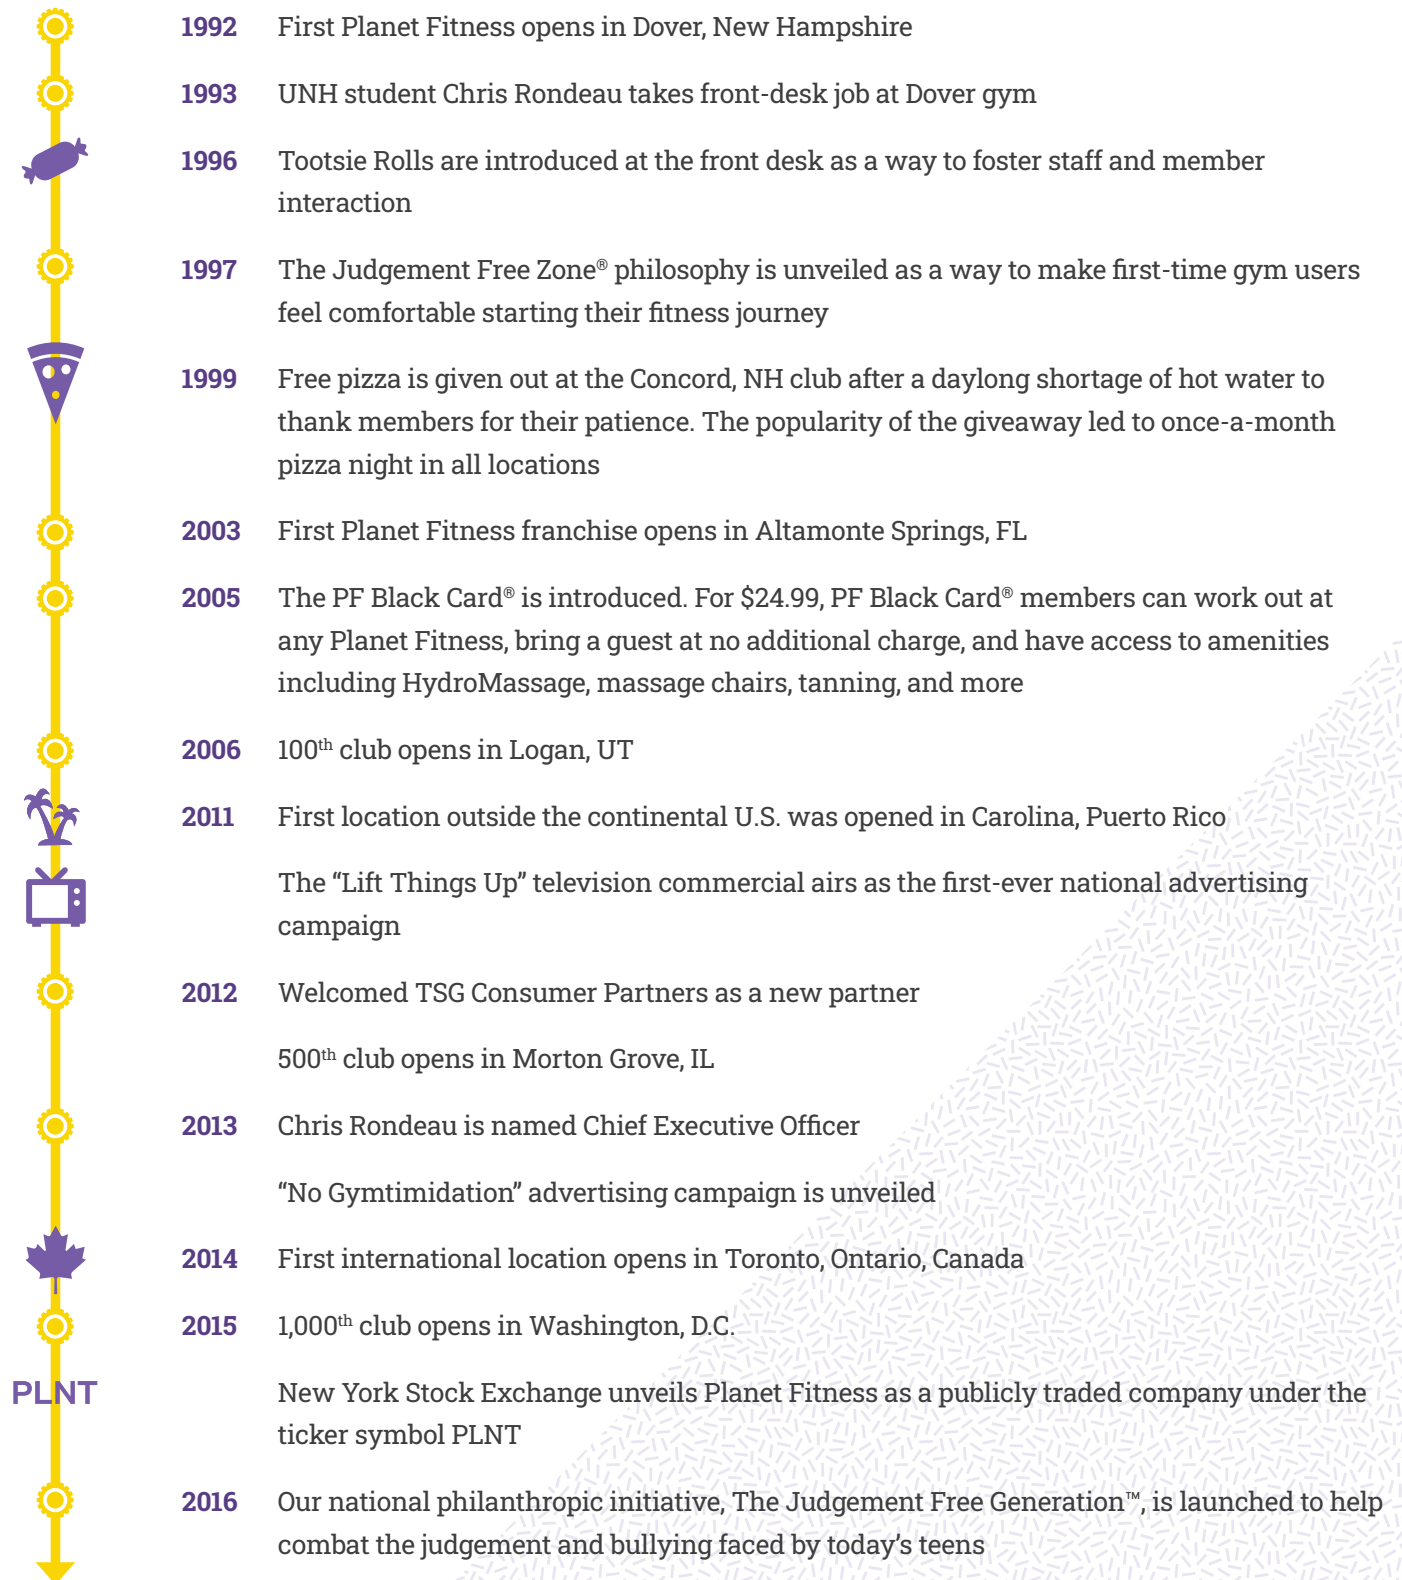 1992 First Planet Fitness opens in Dover, New Hampshire
1993 UNH student Chris Rondeau takes front-desk job at Dover gym
1996 Tootsie Rolls are introduced at the front desk as a way to foster staff and member
interaction
1997 The Judgement Free Zone® philosophy is unveiled as a way to make first-time gym users
feel comfortable starting their fitness journey
1999 Free pizza is given out at the Concord, NH club after a daylong shortage of hot water to
thank members for their patience. The popularity of the giveaway led to once-a-month
pizza night in all locations
2003 First Planet Fitness franchise opens in Altamonte Springs, FL
2005 The PF Black Card® is introduced. For $24.99, PF Black Card® members can work out at
any Planet Fitness, bring a guest at no additional charge, and have access to amenities
including HydroMassage, massage chairs, tanning, and more
2006 100th club opens in Logan, UT
2011 First location outside the continental U.S. was opened in Carolina, Puerto Rico
The “Lift Things Up” television commercial airs as the first-ever national advertising
campaign
2012 Welcomed TSG Consumer Partners as a new partner
500th club opens in Morton Grove, IL
2013 Chris Rondeau is named Chief Executive Officer
“No Gymtimidation” advertising campaign is unveiled
2014 First international location opens in Toronto, Ontario, Canada
2015 1,000th club opens in Washington, D.C.
PLNT New York Stock Exchange unveils Planet Fitness as a publicly traded company under the
ticker symbol PLNT
2016 Our national philanthropic initiative, The Judgement Free Generation™, is launched to help
combat the judgement and bullying faced by today’s teens